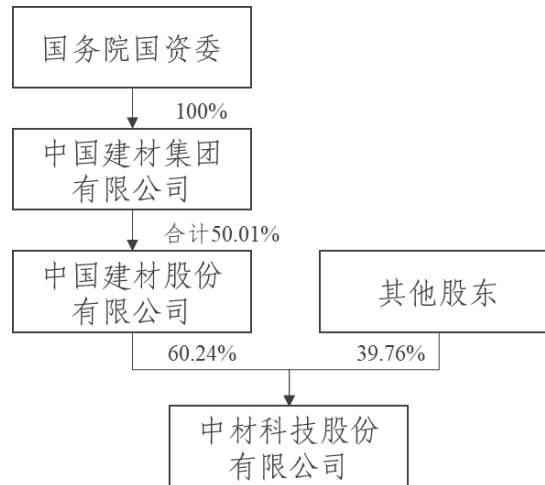 国务院国资委
100%
中国建材集团
有限公司
合计50.01%
中国建材股份
有限公司
其他股东
60.24%
39.76%
中材科技股份
有限公司